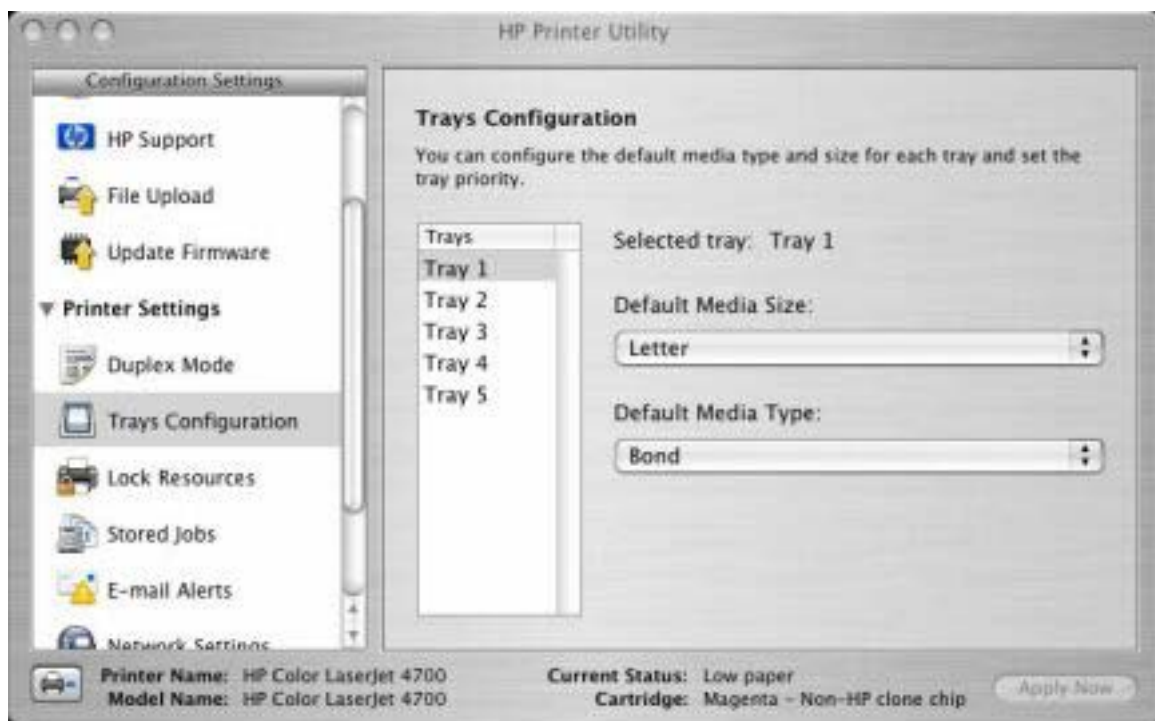 HP Printer Utility
Configuration Settings
HP Support
File Upload
Update Firmware
Printer Settings
Duplex Mode
Trays Configuration
Lock Resources
Stored Jobs
E-mail Alerts
Network Settings
Trays Configuration
You can configure the default media type and size for each tray and set the
tray priority.
Trays
Tray 1
Tray 2
Tray 3
Tray 4
Tray 5
Selected tray: Tray 1
Default Media Size:
Letter
Default Media Type:
Bond
Printer Name: HP Color LaserJet 4700
Model Name: HP Color LaserJet 4700
Current Status: Low paper
Cartridge: Magenta - Non-HP clone chip
Apply Now